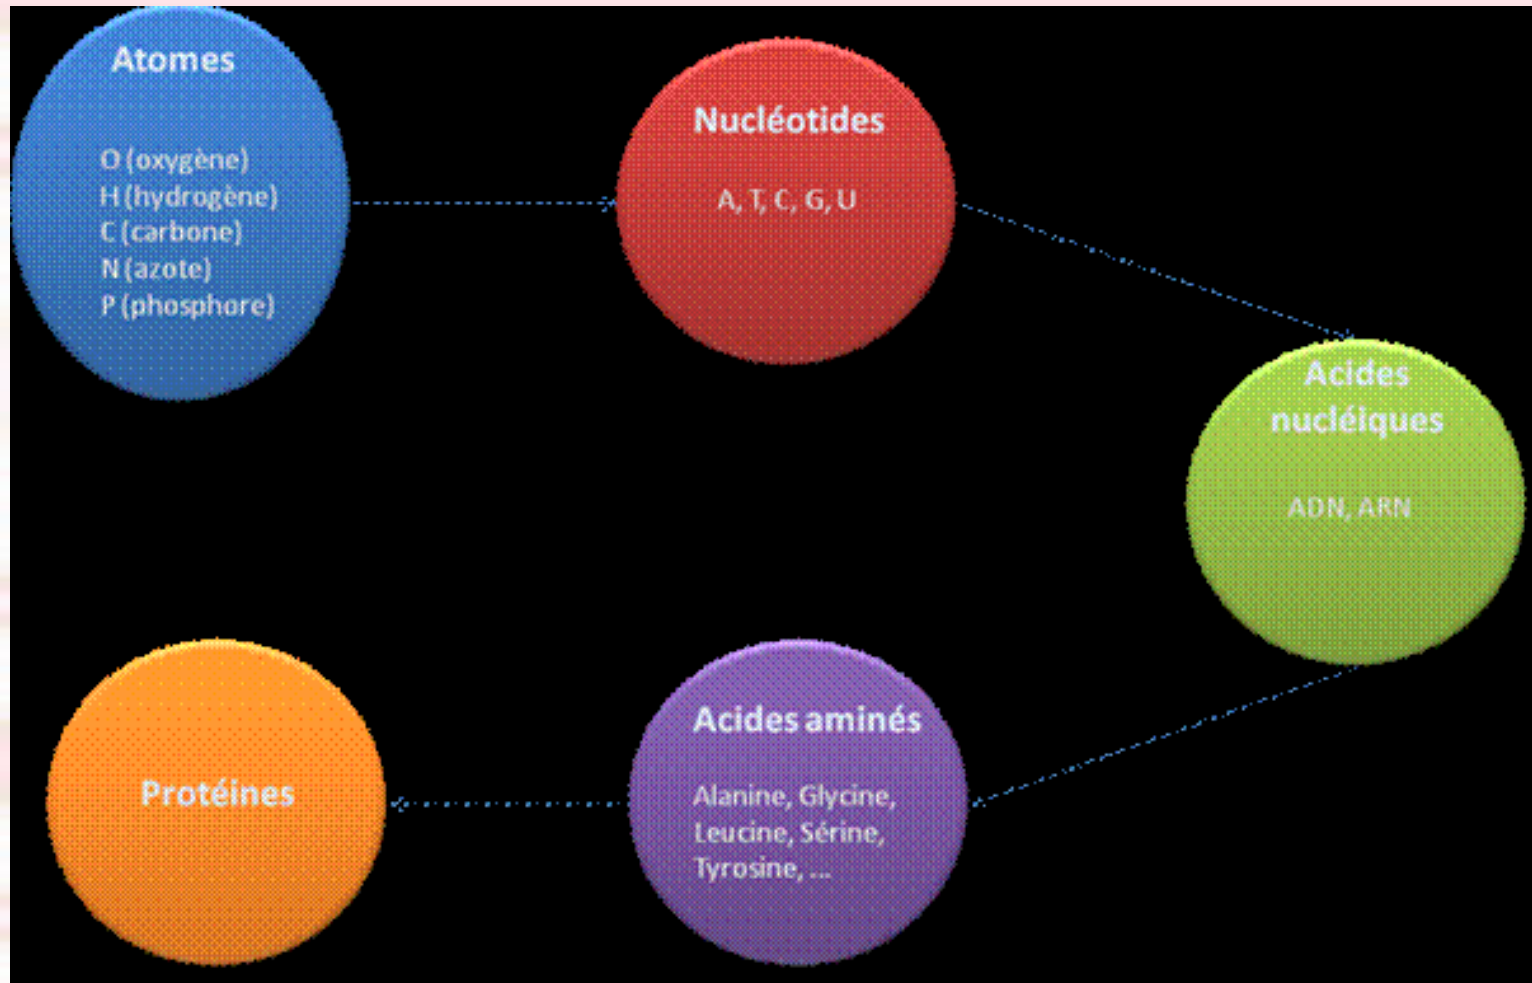 Atomes
O (oxygène)
H (hydrogène)
C (carbone)
N (azote)
P (phosphore)
Nucléotides
A, T, C, G, U
Acides
nucléiques
ADN, ARN
Acides aminés
Alanine, Glycine,
Leucine, Sérine,
Tyrosine, ...
Protéines